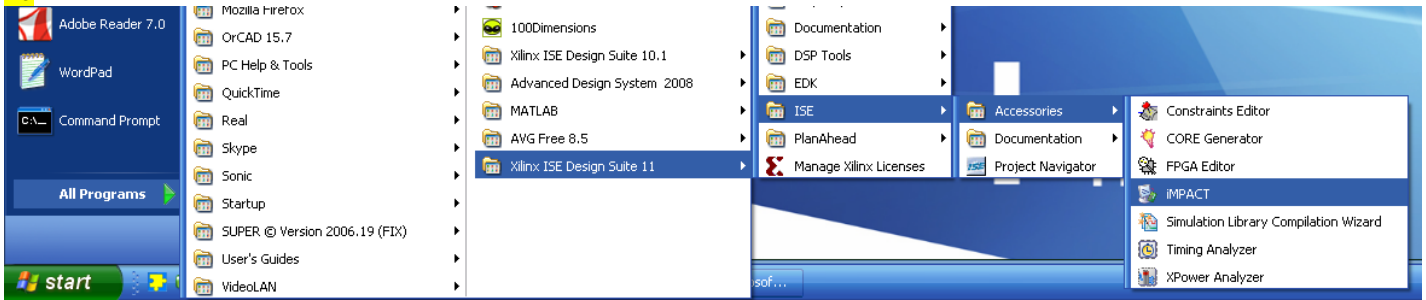 Adobe Reader 7.0
WordPad
C:\
Command Prompt
All Programs
start
Mozilla Firefox
OrCAD 15.7
PC Help & Tools
QuickTime
Real
Skype
Sonic
Startup
SUPER © Version 2006.19 (FIX)
User's Guides
VideoLAN
100Dimensions
Xilinx ISE Design Suite 10.1
Advanced Design System 2008
MATLAB
AVG Free 8.5
Xilinx ISE Design Suite 11
Documentation
DSP Tools
EDK
ISE
PlanAhead
Manage Xilinx Licenses
Accessories
Documentation
ISE
Project Navigator
Constraints Editor
CORE Generator
FPGA Editor
iMPACT
Simulation Library Compilation Wizard
Timing Analyzer
XPower Analyzer